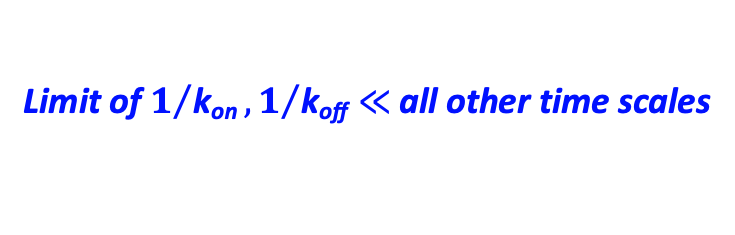 Limit of 1/kon , 1/koff ≪ all other time scales